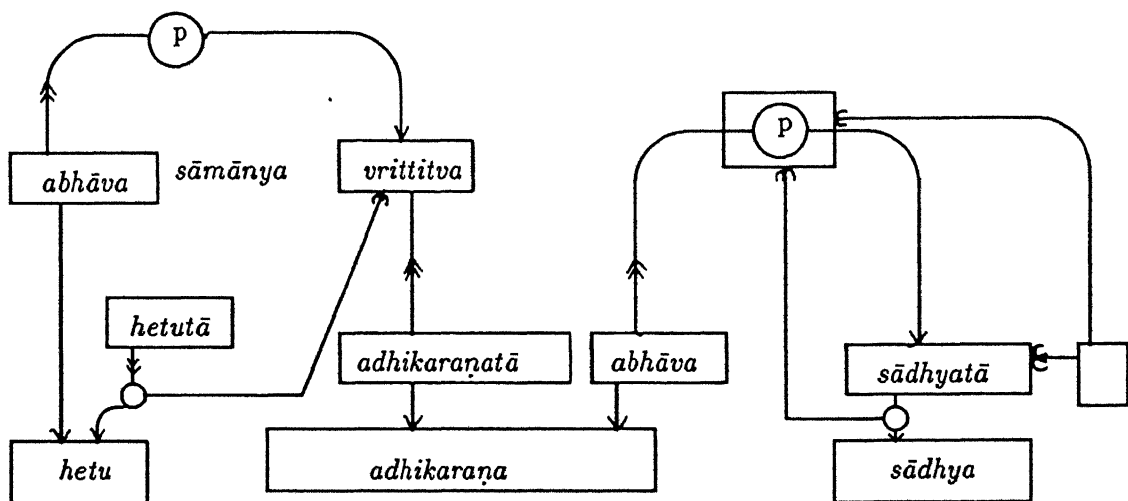 p
p
abhāva
sāmānya
vrittitva
hetutā
adhikaraṇatā
abhāva
sādhyatā
hetu
adhikaraṇa
sādhya